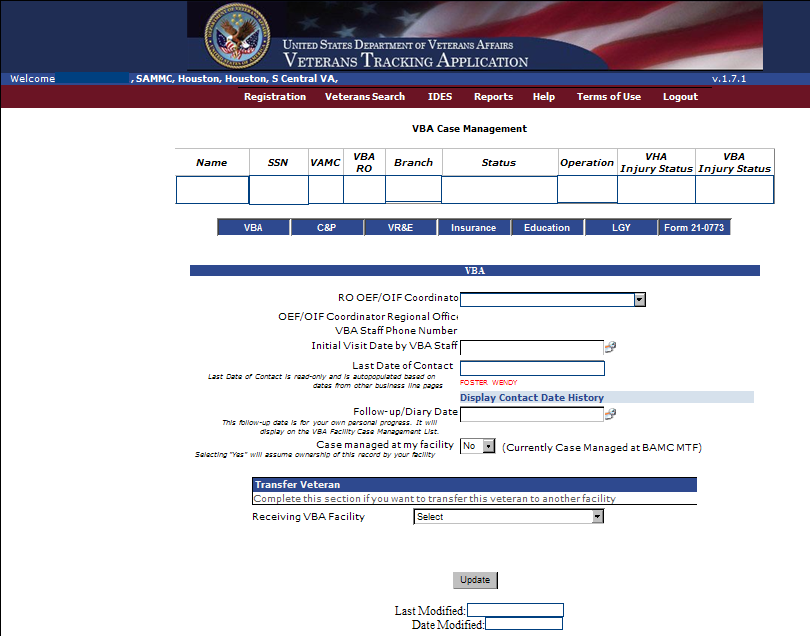 UNITED STATES DEPARTMENT OF VETERANS AFFAIRS
VETERANS TRACKING APPLICATION
Welcome , SAMMC, Houston, Houston, S Central VA, v.1.7.1
Registration Veterans Search IDES Reports Help Terms of Use Logout
VBA Case Management
Name SSN VAMC VBA RO Branch Status Operation VHA Injury Status VBA Injury Status
VBA C&P VR&E Insurance Education LGY Form 21-0773
VBA
RO OEF/OIF Coordinato
OEF/OIF Coordinator Regional Office
VBA Staff Phone Number
Initial Visit Date by VBA Staff
Last Date of Contact
Last Date of Contact is read-only and is autopopulated based on
dates from other business line pages
FOSTER WENDY
Display Contact Date History
Follow-up/Diary Date
This follow-up date is for your own personal progress. It will
display on the VBA Facility Case Management List.
Case managed at my facility No (Currently Case Managed at BAMC MTF)
Selecting "Yes" will assume ownership of this record by your facility
Transfer Veteran
Complete this section if you want to transfer this veteran to another facility
Receiving VBA Facility Select
Update
Last Modified:
Date Modified: